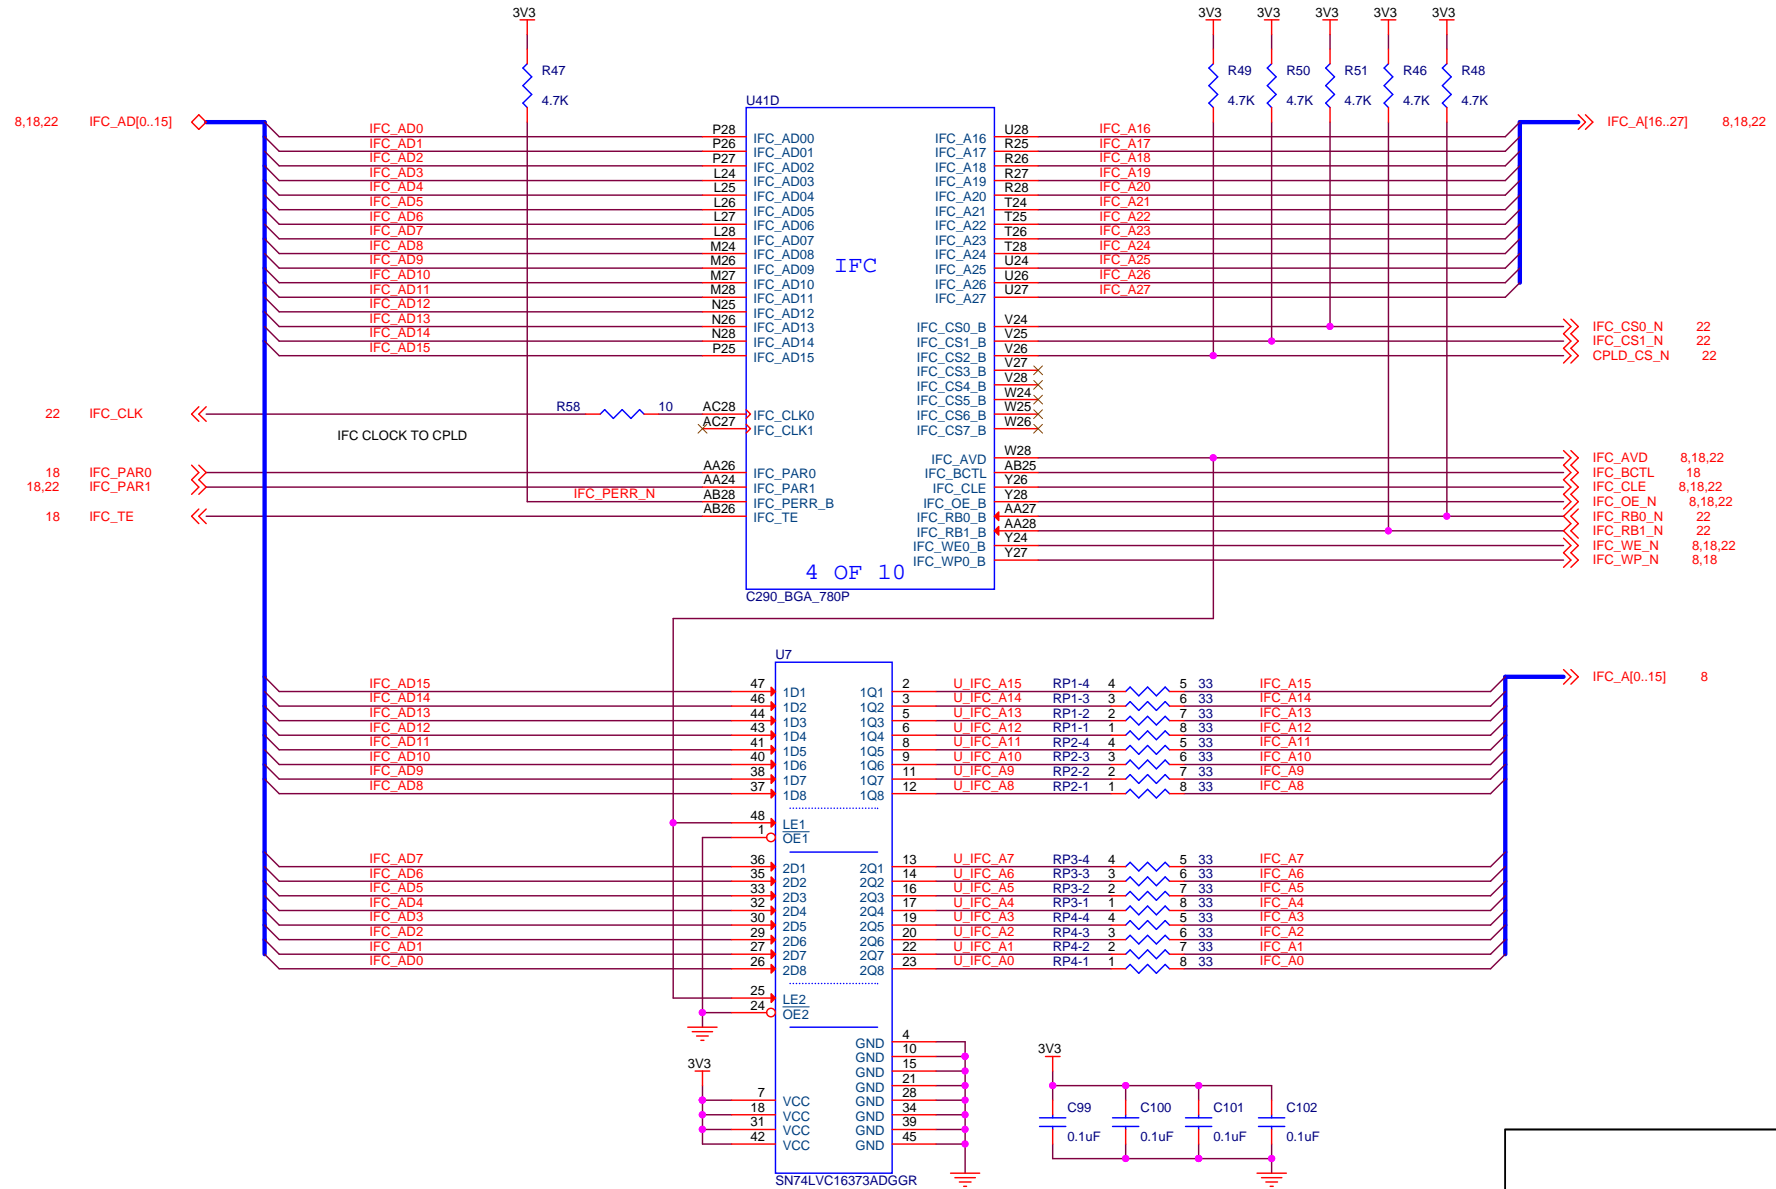 3V3 3V3 3V3 3V3 3V3 3V3
R47 R49 R50 R51 R46 R48
4.7K 4.7K 4.7K 4.7K 4.7K 4.7K
U41D
8,18,22 IFC_AD[0..15] IFC_A[16..27] 8,18,22
IFC_AD0 P28 IFC_AD00 IFC_A16 U28 IFC_A16
IFC_AD1 P26 IFC_AD01 IFC_A17 R25 IFC_A17
IFC_AD2 P27 IFC_AD02 IFC_A18 R26 IFC_A18
IFC_AD3 L24 IFC_AD03 IFC_A19 R27 IFC_A19
IFC_AD4 L25 IFC_AD04 IFC_A20 R28 IFC_A20
IFC_AD5 L26 IFC_AD05 IFC_A21 T24 IFC_A21
IFC_AD6 L27 IFC_AD06 IFC_A22 T25 IFC_A22
IFC_AD7 L28 IFC_AD07 IFC_A23 T26 IFC_A23
IFC_AD8 M24 IFC_AD08 IFC_A24 T28 IFC_A24
IFC_AD9 M26 IFC_AD09 IFC IFC_A25 U24 IFC_A25
IFC_AD10 M27 IFC_AD10 IFC_A26 U26 IFC_A26
IFC_AD11 M28 IFC_AD11 IFC_A27 U27 IFC_A27
IFC_AD12 N25 IFC_AD12
IFC_AD13 N26 IFC_AD13 IFC_CS0_B V24 IFC_CS0_N 22
IFC_AD14 N28 IFC_AD14 IFC_CS1_B V25 IFC_CS1_N 22
IFC_AD15 P25 IFC_AD15 IFC_CS2_B V26 CPLD_CS_N 22
IFC_CS3_B V27
IFC_CS4_B V28
IFC_CS5_B W24
22 IFC_CLK R58 10 AC28 IFC_CLK0 IFC_CS6_B W25
AC27 IFC_CLK1 IFC_CS7_B W26
IFC CLOCK TO CPLD
IFC_AVD W28 IFC_AVD 8,18,22
18 IFC_PAR0 AA26 IFC_PAR0 IFC_BCTL AB25 IFC_BCTL 18
18,22 IFC_PAR1 AA24 IFC_PAR1 IFC_CLE Y26 IFC_CLE 8,18,22
IFC_PERR_N AB28 IFC_PERR_B IFC_OE_B Y28 IFC_OE_N 8,18,22
18 IFC_TE AB26 IFC_TE IFC_RB0_B AA27 IFC_RB0_N 22
IFC_RB1_B AA28 IFC_RB1_N 22
IFC_WE0_B Y24 IFC_WE_N 8,18,22
IFC_WP0_B Y27 IFC_WP_N 8,18
4 OF 10
C290_BGA_780P
U7
IFC_A[0..15] 8
IFC_AD15 47 1D1 1Q1 2 U_IFC_A15 RP1-4 4 5 33 IFC_A15
IFC_AD14 46 1D2 1Q2 3 U_IFC_A14 RP1-3 3 6 33 IFC_A14
IFC_AD13 44 1D3 1Q3 5 U_IFC_A13 RP1-2 2 7 33 IFC_A13
IFC_AD12 43 1D4 1Q4 6 U_IFC_A12 RP1-1 1 8 33 IFC_A12
IFC_AD11 41 1D5 1Q5 8 U_IFC_A11 RP2-4 4 5 33 IFC_A11
IFC_AD10 40 1D6 1Q6 9 U_IFC_A10 RP2-3 3 6 33 IFC_A10
IFC_AD9 38 1D7 1Q7 11 U_IFC_A9 RP2-2 2 7 33 IFC_A9
IFC_AD8 37 1D8 1Q8 12 U_IFC_A8 RP2-1 1 8 33 IFC_A8
48 LE1
1 OE1
IFC_AD7 36 2D1 2Q1 13 U_IFC_A7 RP3-4 4 5 33 IFC_A7
IFC_AD6 35 2D2 2Q2 14 U_IFC_A6 RP3-3 3 6 33 IFC_A6
IFC_AD5 33 2D3 2Q3 16 U_IFC_A5 RP3-2 2 7 33 IFC_A5
IFC_AD4 32 2D4 2Q4 17 U_IFC_A4 RP3-1 1 8 33 IFC_A4
IFC_AD3 30 2D5 2Q5 19 U_IFC_A3 RP4-4 4 5 33 IFC_A3
IFC_AD2 29 2D6 2Q6 20 U_IFC_A2 RP4-3 3 6 33 IFC_A2
IFC_AD1 27 2D7 2Q7 22 U_IFC_A1 RP4-2 2 7 33 IFC_A1
IFC_AD0 26 2D8 2Q8 23 U_IFC_A0 RP4-1 1 8 33 IFC_A0
25 LE2
24 OE2
GND 4
GND 10
3V3 GND 15 3V3
GND 21
7 VCC GND 28 C99 C100 C101 C102
18 VCC GND 34
31 VCC GND 39 0.1uF 0.1uF 0.1uF 0.1uF
42 VCC GND 45
SN74LVC16373ADGGR